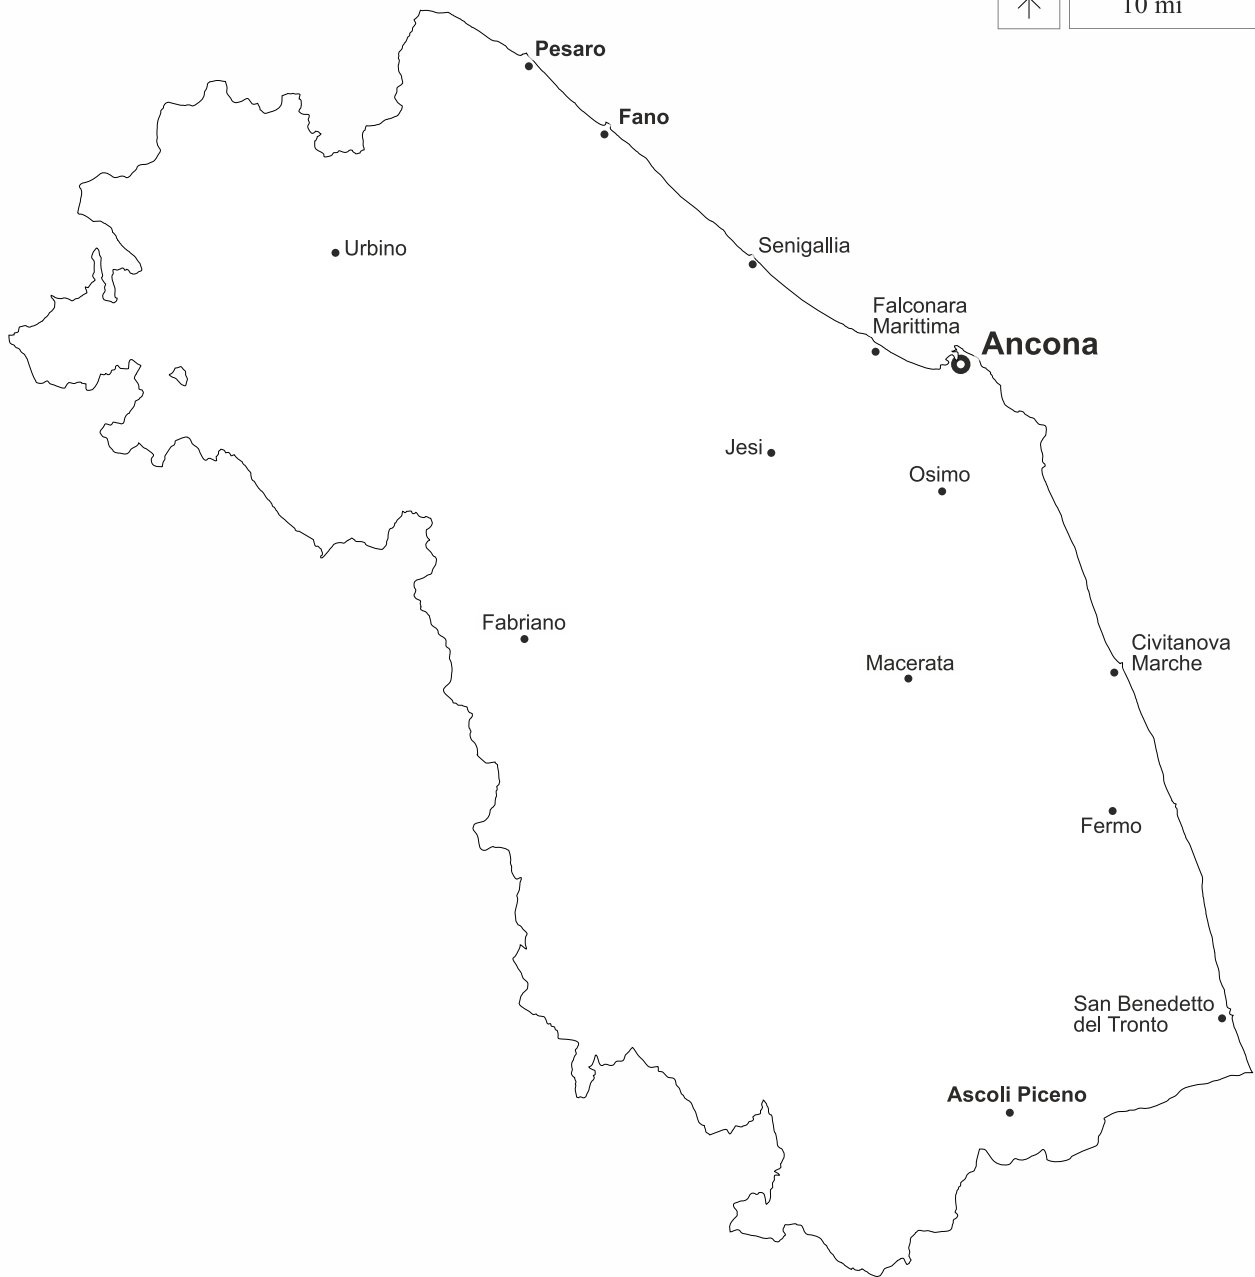 10 mi
Pesaro
Fano
Urbino
Senigallia
Falconara
Marittima
Ancona
Jesi
Osimo
Fabriano
Civitanova
Marche
Macerata
Fermo
San Benedetto
del Tronto
Ascoli Piceno